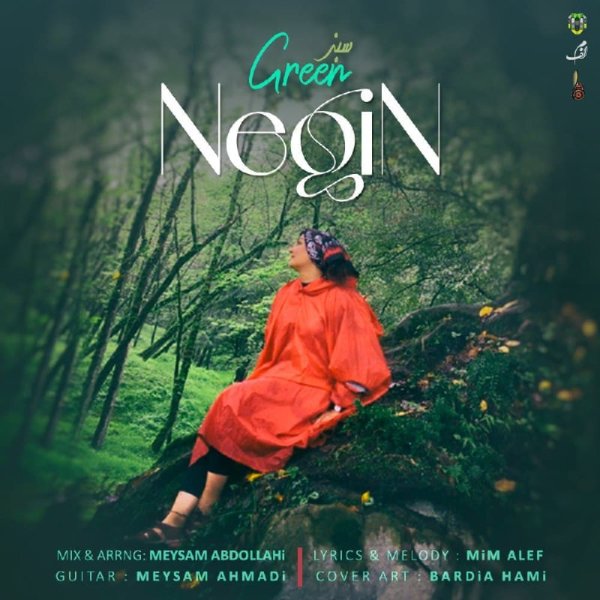 سبز
Green
NegiN
MIX & ARRNG: MEYSAM ABDOLLAHi
GUITAR : MEYSAM AHMADi
LYRICS & MELODY : MiM ALEF
COVER ART : BARDiA HAMi